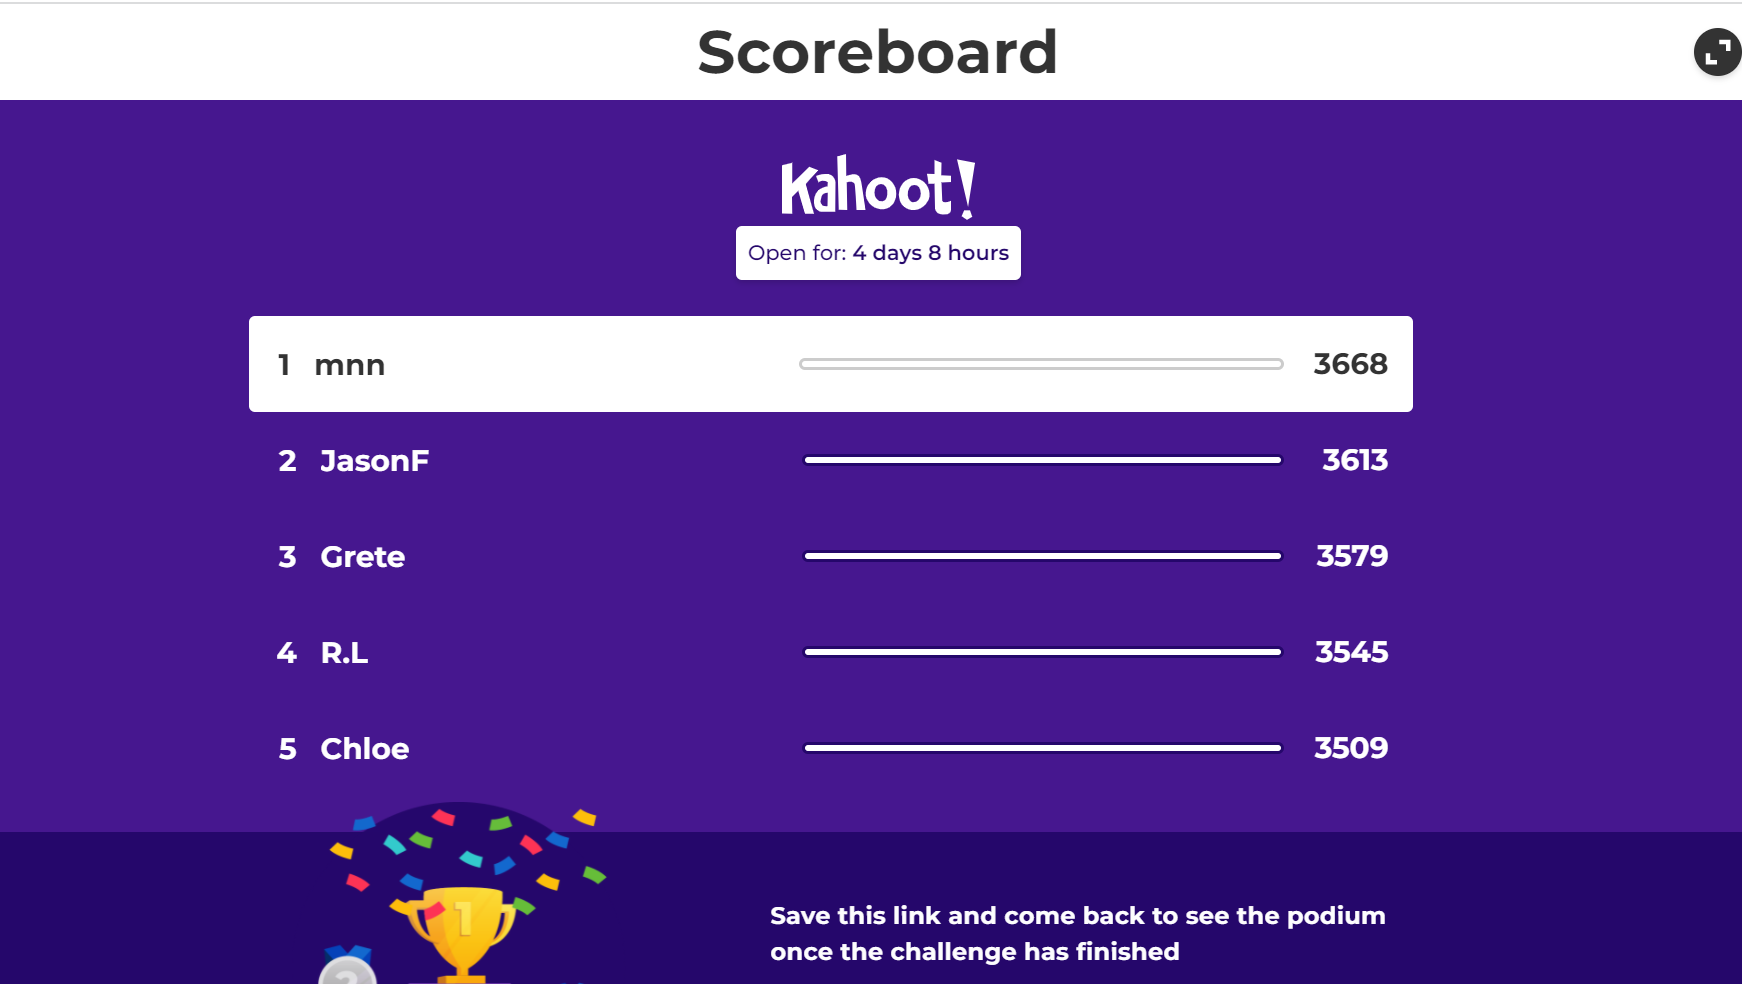 Scoreboard
Kahoot!
Open for: 4 days 8 hours
1 mnn 3668
2 JasonF 3613
3 Grete 3579
4 R.L 3545
5 Chloe 3509
1
2
Save this link and come back to see the podium
once the challenge has finished